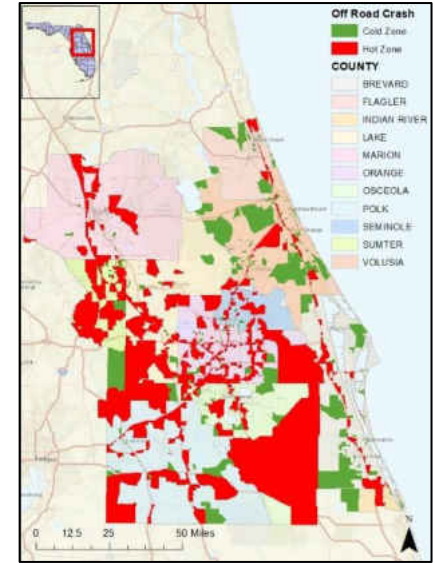 Off Road Crash
Cold Zone
Hot Zone
COUNTY
BREVARD
FLAGLER
INDIAN RIVER
LAKE
MARION
ORANGE
OSCEOLA
POLK
SEMINOLE
SUMTER
VOLUSIA
N
0 12.5 25 50 Miles